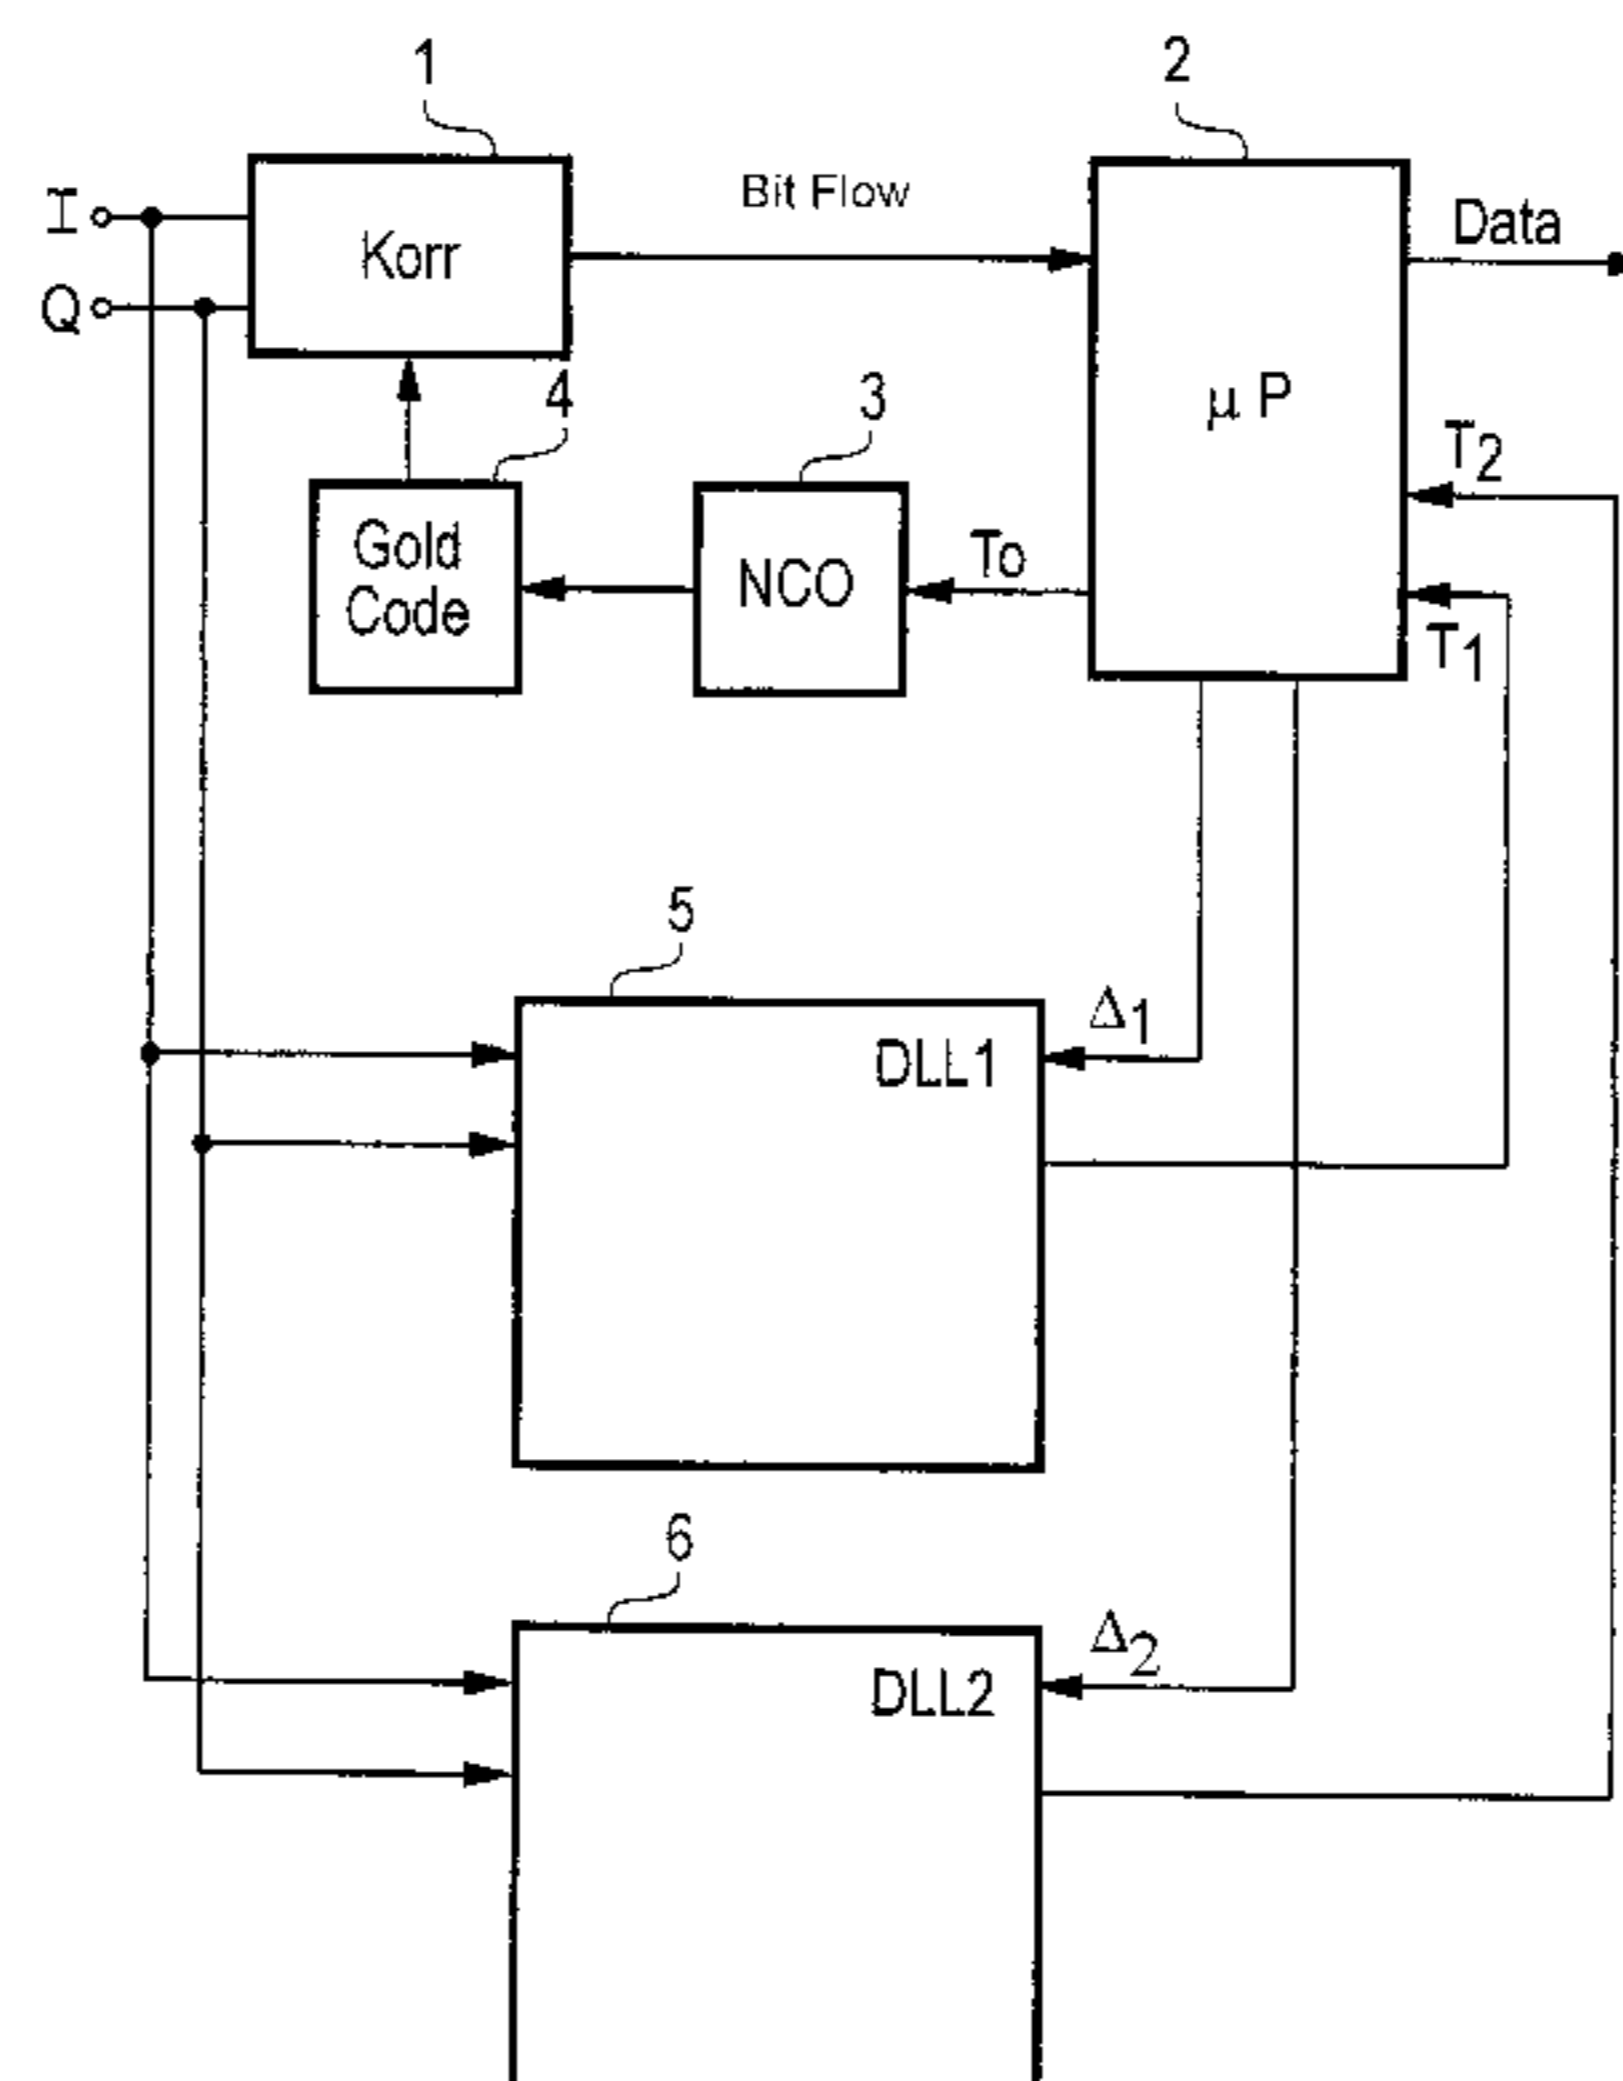 1
2
I
Korr
Bit Flow
Data
Q
4
3
μ P
T2
Gold
Code
NCO
To
T1
5
Δ1
DLL1
6
Δ2
DLL2